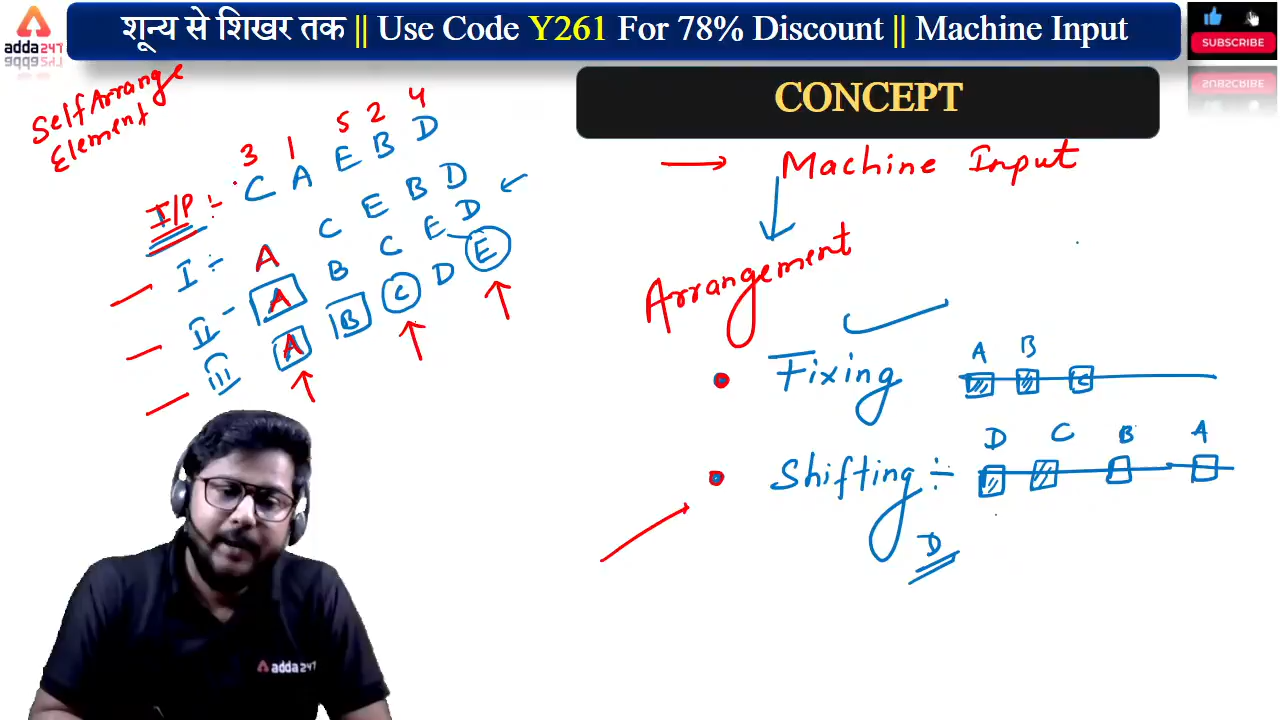 शून्य से शिखर तक || Use Code Y261 For 78% Discount || Machine Input
adda247
SUBSCRIBE
CONCEPT
Self Arrange
Element
3 1 5 2 4
I/P :- C A E B D
I :- A C E B D
II - A B C E D
III A B C D E
→ Machine Input
Arrangement
• Fixing
A B
C
• Shifting ÷
D C B A
D
adda247